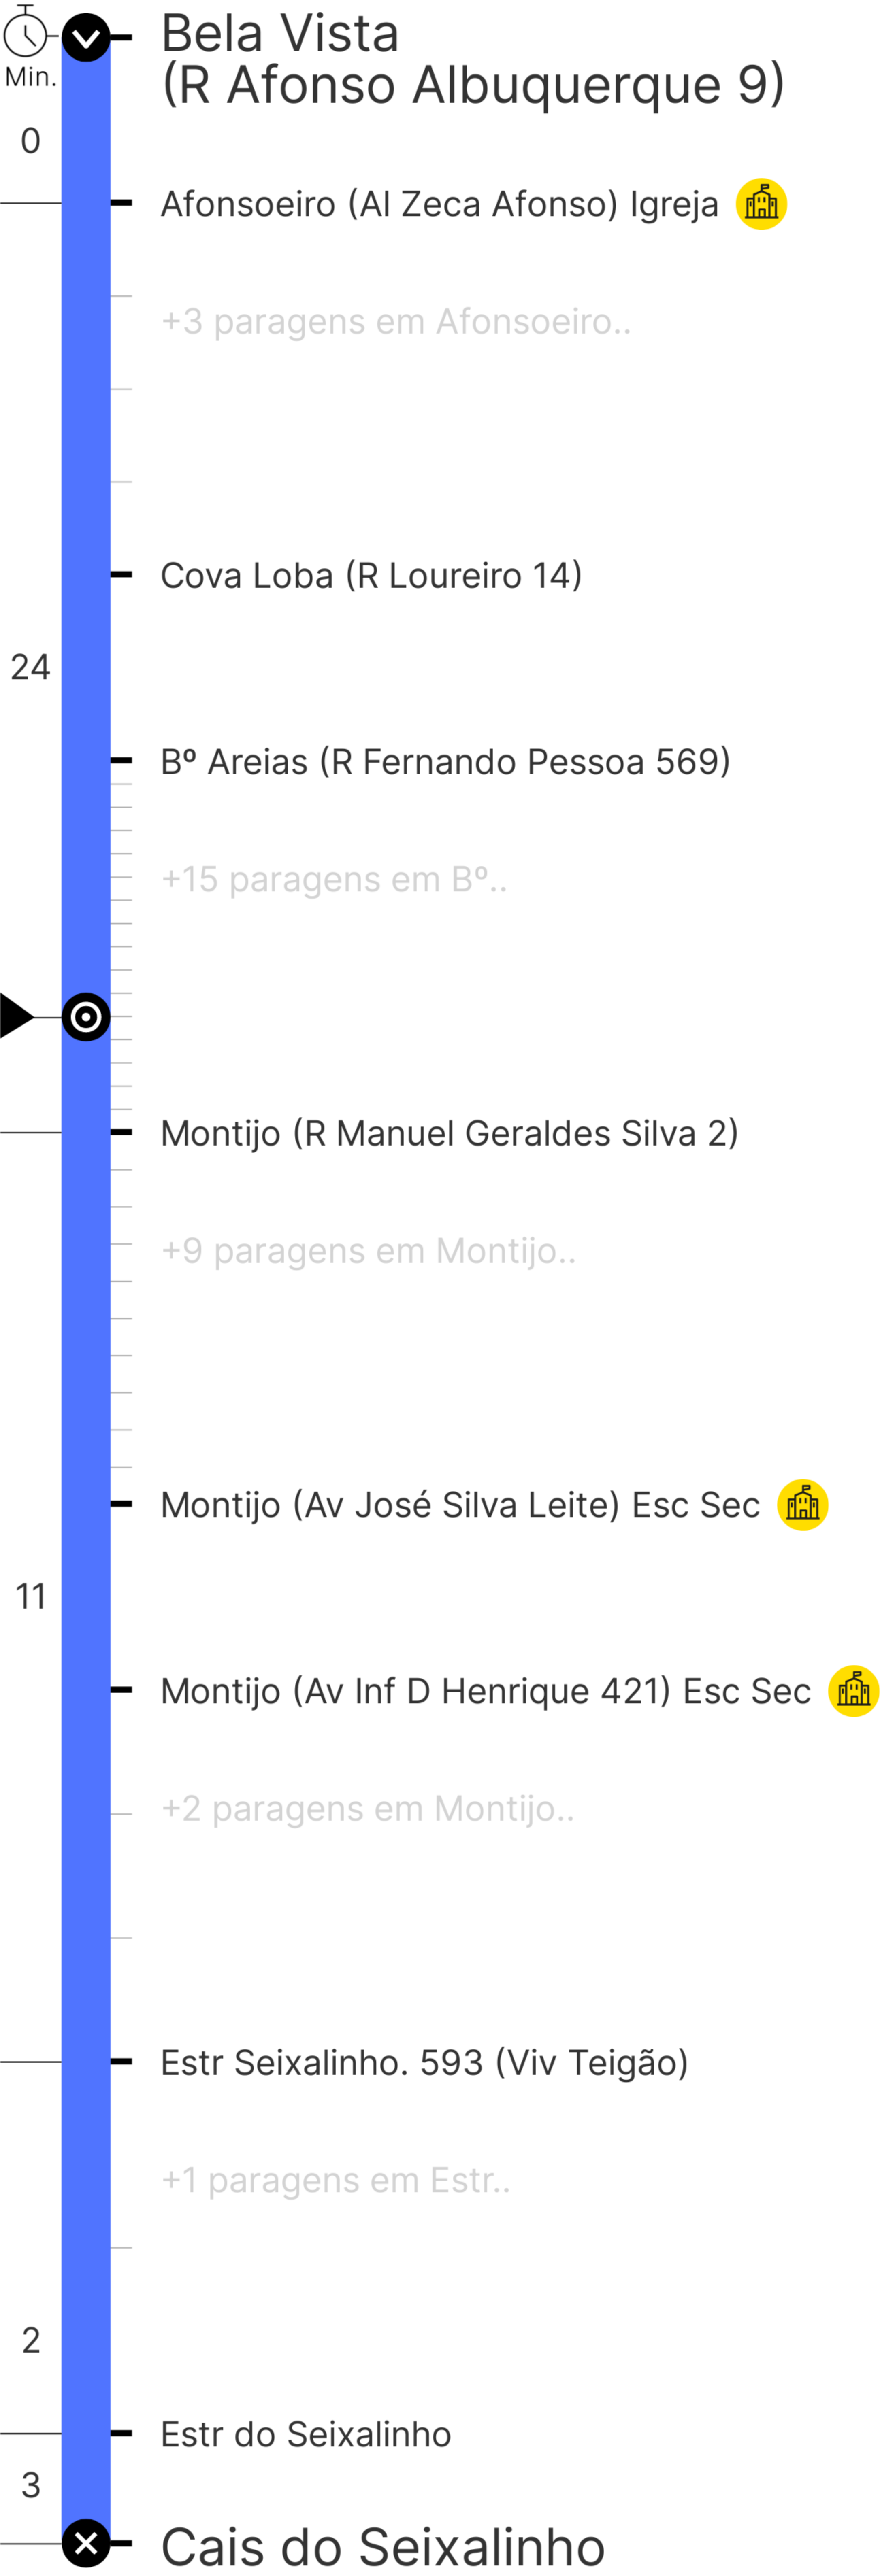 Min.
Bela Vista
(R Afonso Albuquerque 9)
0
Afonsoeiro (Al Zeca Afonso) Igreja
+3 paragens em Afonsoeiro..
Cova Loba (R Loureiro 14)
24
Bº Areias (R Fernando Pessoa 569)
+15 paragens em Bº..
Montijo (R Manuel Geraldes Silva 2)
+9 paragens em Montijo..
Montijo (Av José Silva Leite) Esc Sec
11
Montijo (Av Inf D Henrique 421) Esc Sec
+2 paragens em Montijo..
Estr Seixalinho. 593 (Viv Teigão)
+1 paragens em Estr..
2
Estr do Seixalinho
3
Cais do Seixalinho